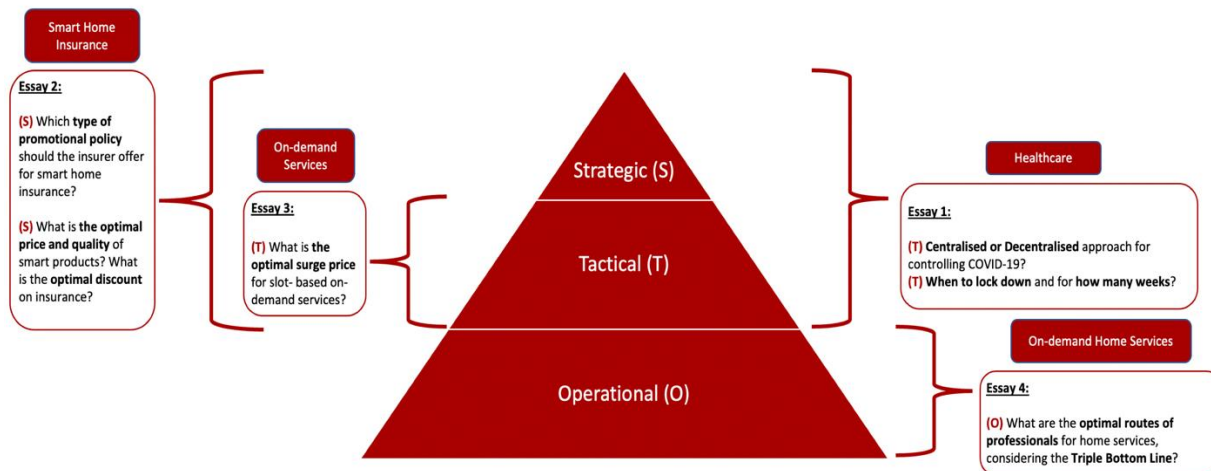 Smart Home
Insurance
Essay 2:
(S) Which type of
promotional policy
should the insurer offer
for smart home
insurance?
(S) What is the optimal
price and quality of
smart products? What
is the optimal discount
on insurance?
On-demand
Services
Essay 3:
(T) What is the
optimal surge price
for slot- based on-
demand services?
Strategic (S)
Tactical (T)
Operational (O)
Healthcare
Essay 1:
(T) Centralised or Decentralised approach for
controlling COVID-19?
(T) When to lock down and for how many weeks?
On-demand Home Services
Essay 4:
(O) What are the optimal routes of
professionals for home services,
considering the Triple Bottom Line?